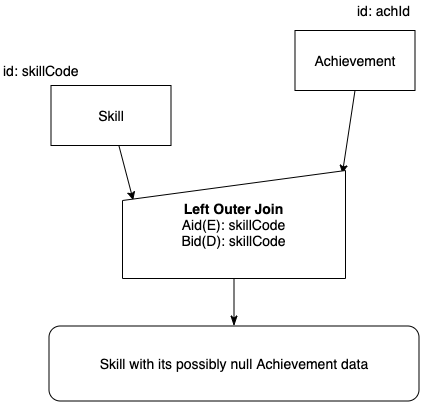 id: achId
Achievement
id: skillCode
Skill
Left Outer Join
Aid(E): skillCode
Bid(D): skillCode
Skill with its possibly null Achievement data